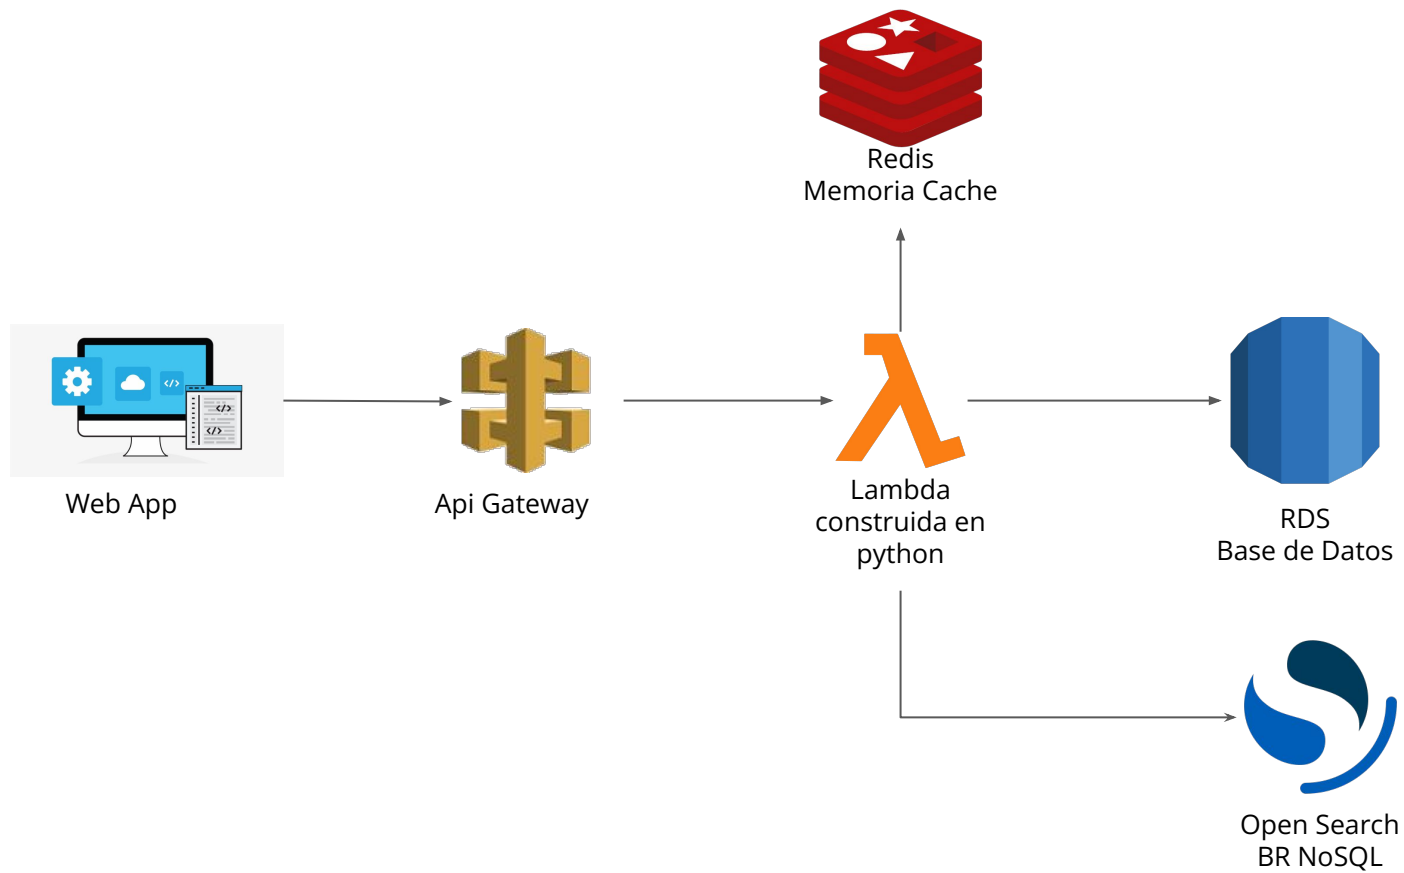 Redis
Memoria Cache
Web App
Api Gateway
Lambda
construida en
python
RDS
Base de Datos
Open Search
BR NoSQL